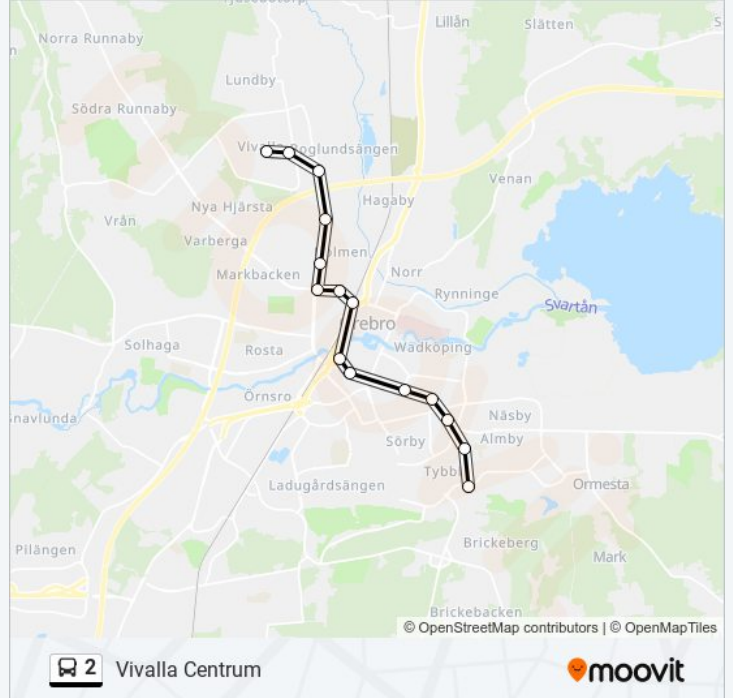 Lillån
Slätten
Norra Runnaby
Lundby
Södra Runnaby
Boglundsängen
Venan
Hagaby
Nya Hjärsta
Vrån
Varberga
Markbacken
Norr
Rynninge
Svartån
Solhaga
Rosta
Wadköping
Örnsro
Näsby
Sörby
Almby
Ladugårdsängen
Ormesta
Pilängen
Brickeberg
Mark
Brickebacken
© OpenStreetMap contributors | © OpenMapTiles
2 Vivalla Centrum
moovit